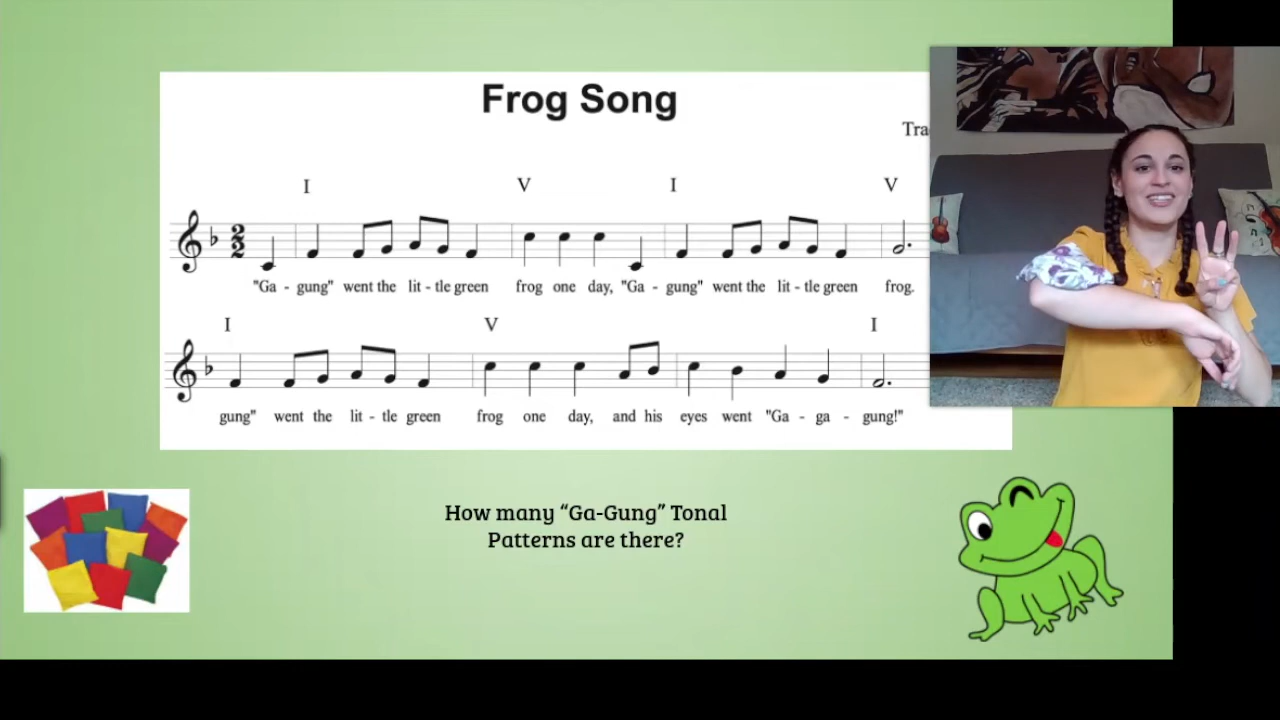 Frog Song
Tra
I V I V
"Ga - gung" went the lit - tle green frog one day, "Ga - gung" went the lit - tle green frog.
I V I
gung" went the lit - tle green frog one day, and his eyes went "Ga - ga - gung!"
How many “Ga-Gung” Tonal
Patterns are there?